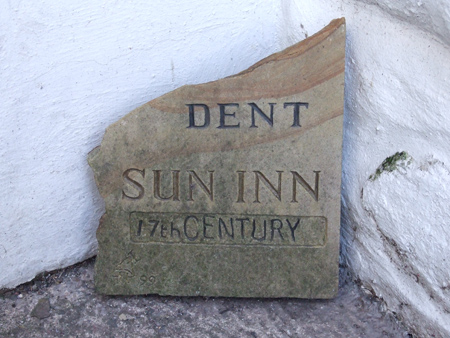 DENT
SUN INN
17th CENTURY